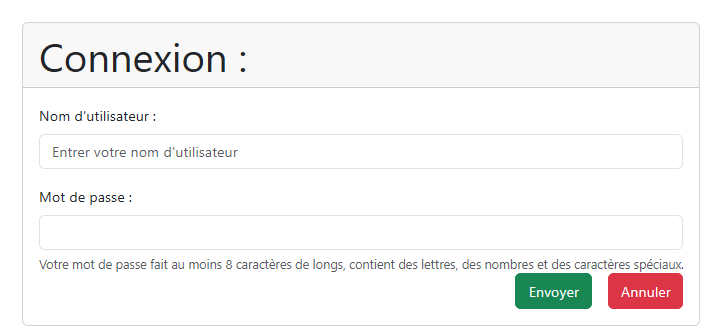 Connexion :
Nom d'utilisateur :
Entrer votre nom d'utilisateur
Mot de passe :
Votre mot de passe fait au moins 8 caractères de longs, contient des lettres, des nombres et des caractères spéciaux.
Envoyer Annuler